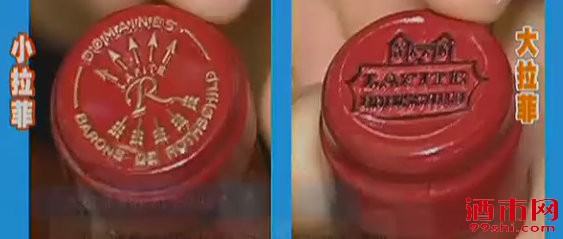 小拉菲
DOMAINES
BARONS DE ROTHSCHILD
大拉菲
LAFITE
ROTHSCHILD
酒市网
99shi.com